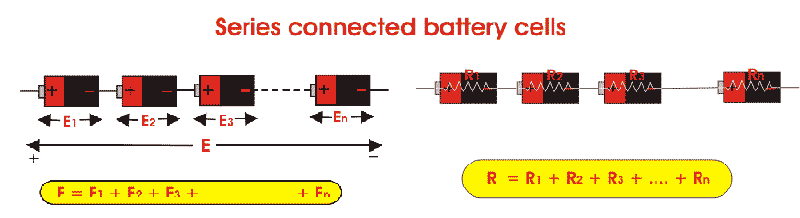 Series connected battery cells
+ − + − + − + −
E1 E2 E3 En
+ E −
E = E1 + E2 + E3 + + En
R1 R2 R3 Rn
R = R1 + R2 + R3 + .... + Rn